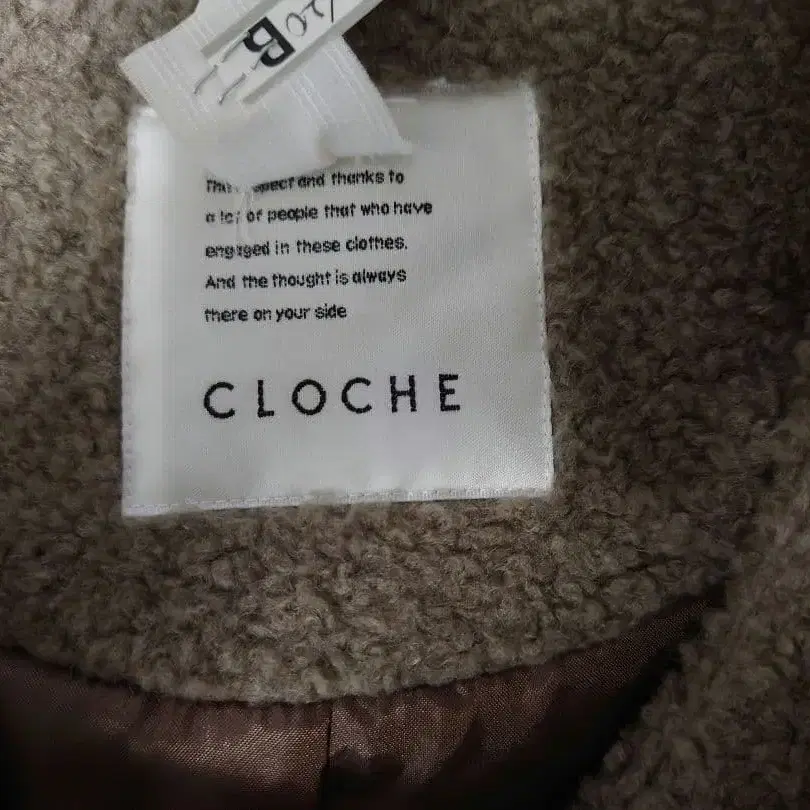 and thanks to
a lot of people that who have
engaged in these clothes.
And the thought is always
there on your side
CLOCHE